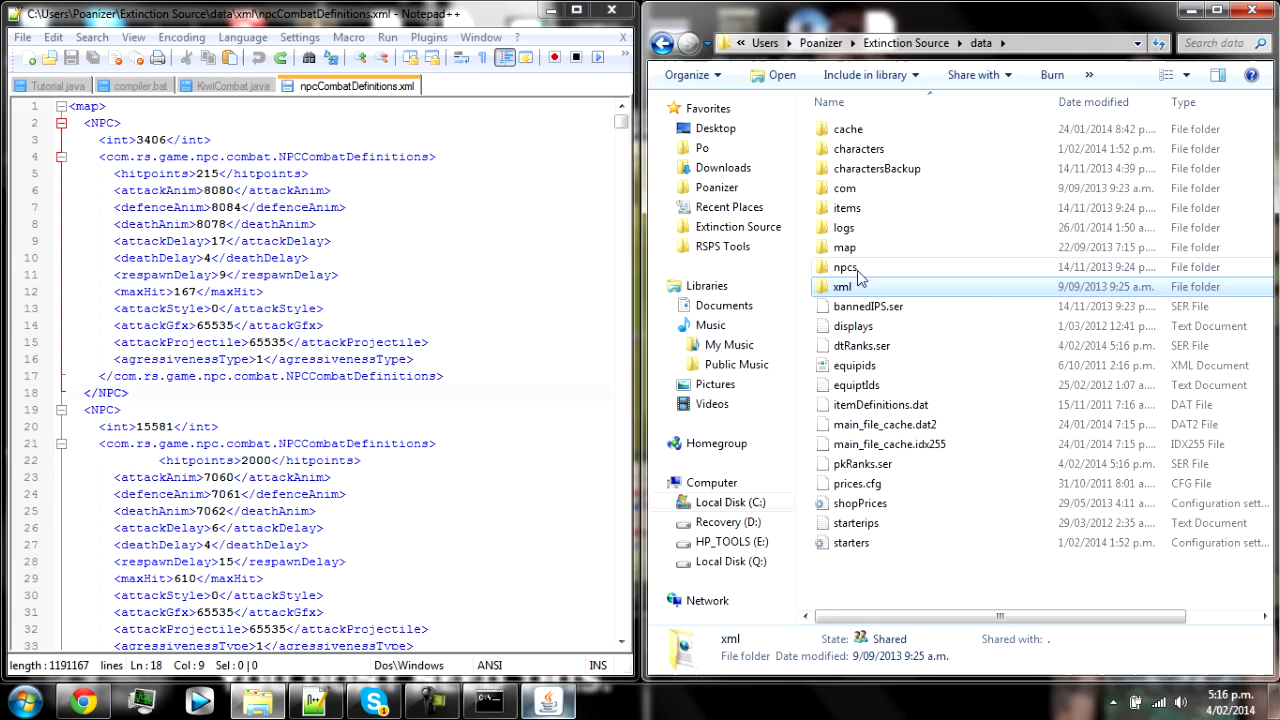 C:\Users\Poanizer\Extinction Source\data\xml\npcCombatDefinitions.xml - Notepad++
File Edit Search View Encoding Language Settings Macro Run Plugins Window ? X
Tutorial.java compiler.bat KiwiCombat.java npcCombatDefinitions.xml
1 <map>
2 <NPC>
3 <int>3406</int>
4 <com.rs.game.npc.combat.NPCCombatDefinitions>
5 <hitpoints>215</hitpoints>
6 <attackAnim>8080</attackAnim>
7 <defenceAnim>8084</defenceAnim>
8 <deathAnim>8078</deathAnim>
9 <attackDelay>17</attackDelay>
10 <deathDelay>4</deathDelay>
11 <respawnDelay>9</respawnDelay>
12 <maxHit>167</maxHit>
13 <attackStyle>0</attackStyle>
14 <attackGfx>65535</attackGfx>
15 <attackProjectile>65535</attackProjectile>
16 <agressivenessType>1</agressivenessType>
17 </com.rs.game.npc.combat.NPCCombatDefinitions>
18 </NPC>
19 <NPC>
20 <int>15581</int>
21 <com.rs.game.npc.combat.NPCCombatDefinitions>
22 <hitpoints>2000</hitpoints>
23 <attackAnim>7060</attackAnim>
24 <defenceAnim>7061</defenceAnim>
25 <deathAnim>7062</deathAnim>
26 <attackDelay>6</attackDelay>
27 <deathDelay>4</deathDelay>
28 <respawnDelay>15</respawnDelay>
29 <maxHit>610</maxHit>
30 <attackStyle>0</attackStyle>
31 <attackGfx>65535</attackGfx>
32 <attackProjectile>65535</attackProjectile>
33 <agressivenessType>1</agressivenessType>
length : 1191167 lines Ln : 18 Col : 9 Sel : 0 | 0 Dos\Windows ANSI INS
« Users Poanizer Extinction Source data Search data
Organize Open Include in library Share with Burn »
Favorites
Desktop
Po
Downloads
Poanizer
Recent Places
Extinction Source
RSPS Tools
Libraries
Documents
Music
My Music
Public Music
Pictures
Videos
Homegroup
Computer
Local Disk (C:)
Recovery (D:)
HP_TOOLS (E:)
Local Disk (Q:)
Network
Name Date modified Type
cache 24/01/2014 8:42 p.... File folder
characters 1/02/2014 1:52 p.m. File folder
charactersBackup 14/11/2013 4:39 p.... File folder
com 9/09/2013 9:23 a.m. File folder
items 14/11/2013 9:24 p.... File folder
logs 26/01/2014 1:50 a.... File folder
map 22/09/2013 7:15 p.... File folder
npcs 14/11/2013 9:24 p.... File folder
xml 9/09/2013 9:25 a.m. File folder
bannedIPS.ser 14/11/2013 9:23 p.... SER File
displays 1/03/2012 12:41 p.... Text Document
dtRanks.ser 4/02/2014 5:16 p.m. SER File
equipids 6/10/2011 2:16 p.m. XML Document
equiptIds 25/02/2012 1:07 a.... Text Document
itemDefinitions.dat 15/11/2011 7:16 a.... DAT File
main_file_cache.dat2 24/01/2014 7:15 p.... DAT2 File
main_file_cache.idx255 24/01/2014 7:15 p.... IDX255 File
pkRanks.ser 4/02/2014 5:16 p.m. SER File
prices.cfg 31/10/2011 8:01 a.... CFG File
shopPrices 29/05/2013 4:11 a.... Configuration sett...
starterips 29/03/2012 2:35 a.... Text Document
starters 1/02/2014 1:52 p.m. Configuration sett...
xml State: Shared Shared with: .
File folder Date modified: 9/09/2013 9:25 a.m.
5:16 p.m.
4/02/2014